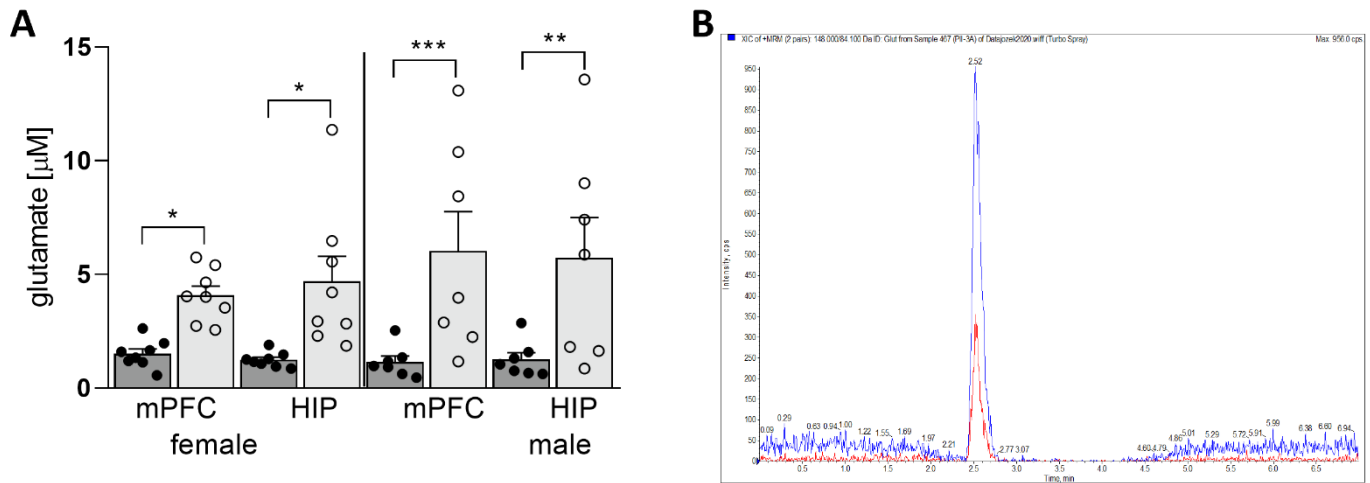 A
glutamate [μM]
15
10
5
0
*
*
***
**
mPFC HIP mPFC HIP
female male
B
XIC of +MRM (2 pairs): 148.000/84.100 Da ID: Glut from Sample 467 (PII-3A) of Datajozek2020.wiff (Turbo Spray)
Max. 956.0 cps.
Intensity, cps
950
900
850
800
750
700
650
600
550
500
450
400
350
300
250
200
150
100
50
0
2.52
0.09 0.29 0.63 0.94 1.00 1.22 1.55 1.69 1.97 2.21 2.77 3.07 4.60 4.79 4.86 5.01 5.29 5.72 5.91 5.99 6.38 6.60 6.94
0.5 1.0 1.5 2.0 2.5 3.0 3.5 4.0 4.5 5.0 5.5 6.0 6.5
Time, min